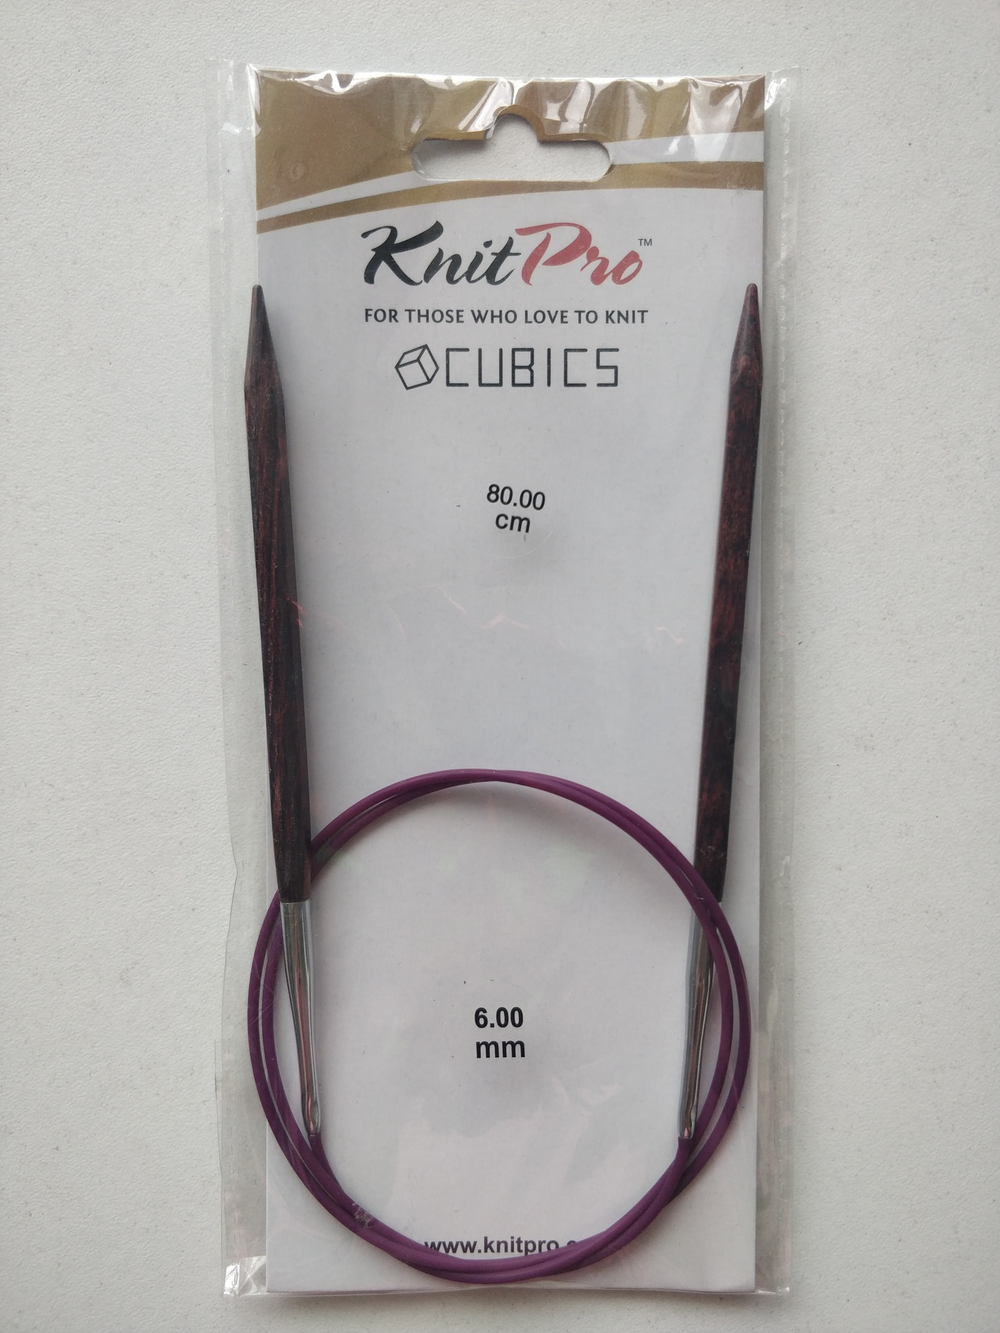 KnitPro™
FOR THOSE WHO LOVE TO KNIT
CUBICS
80.00
cm
6.00
mm
www.knitpro.